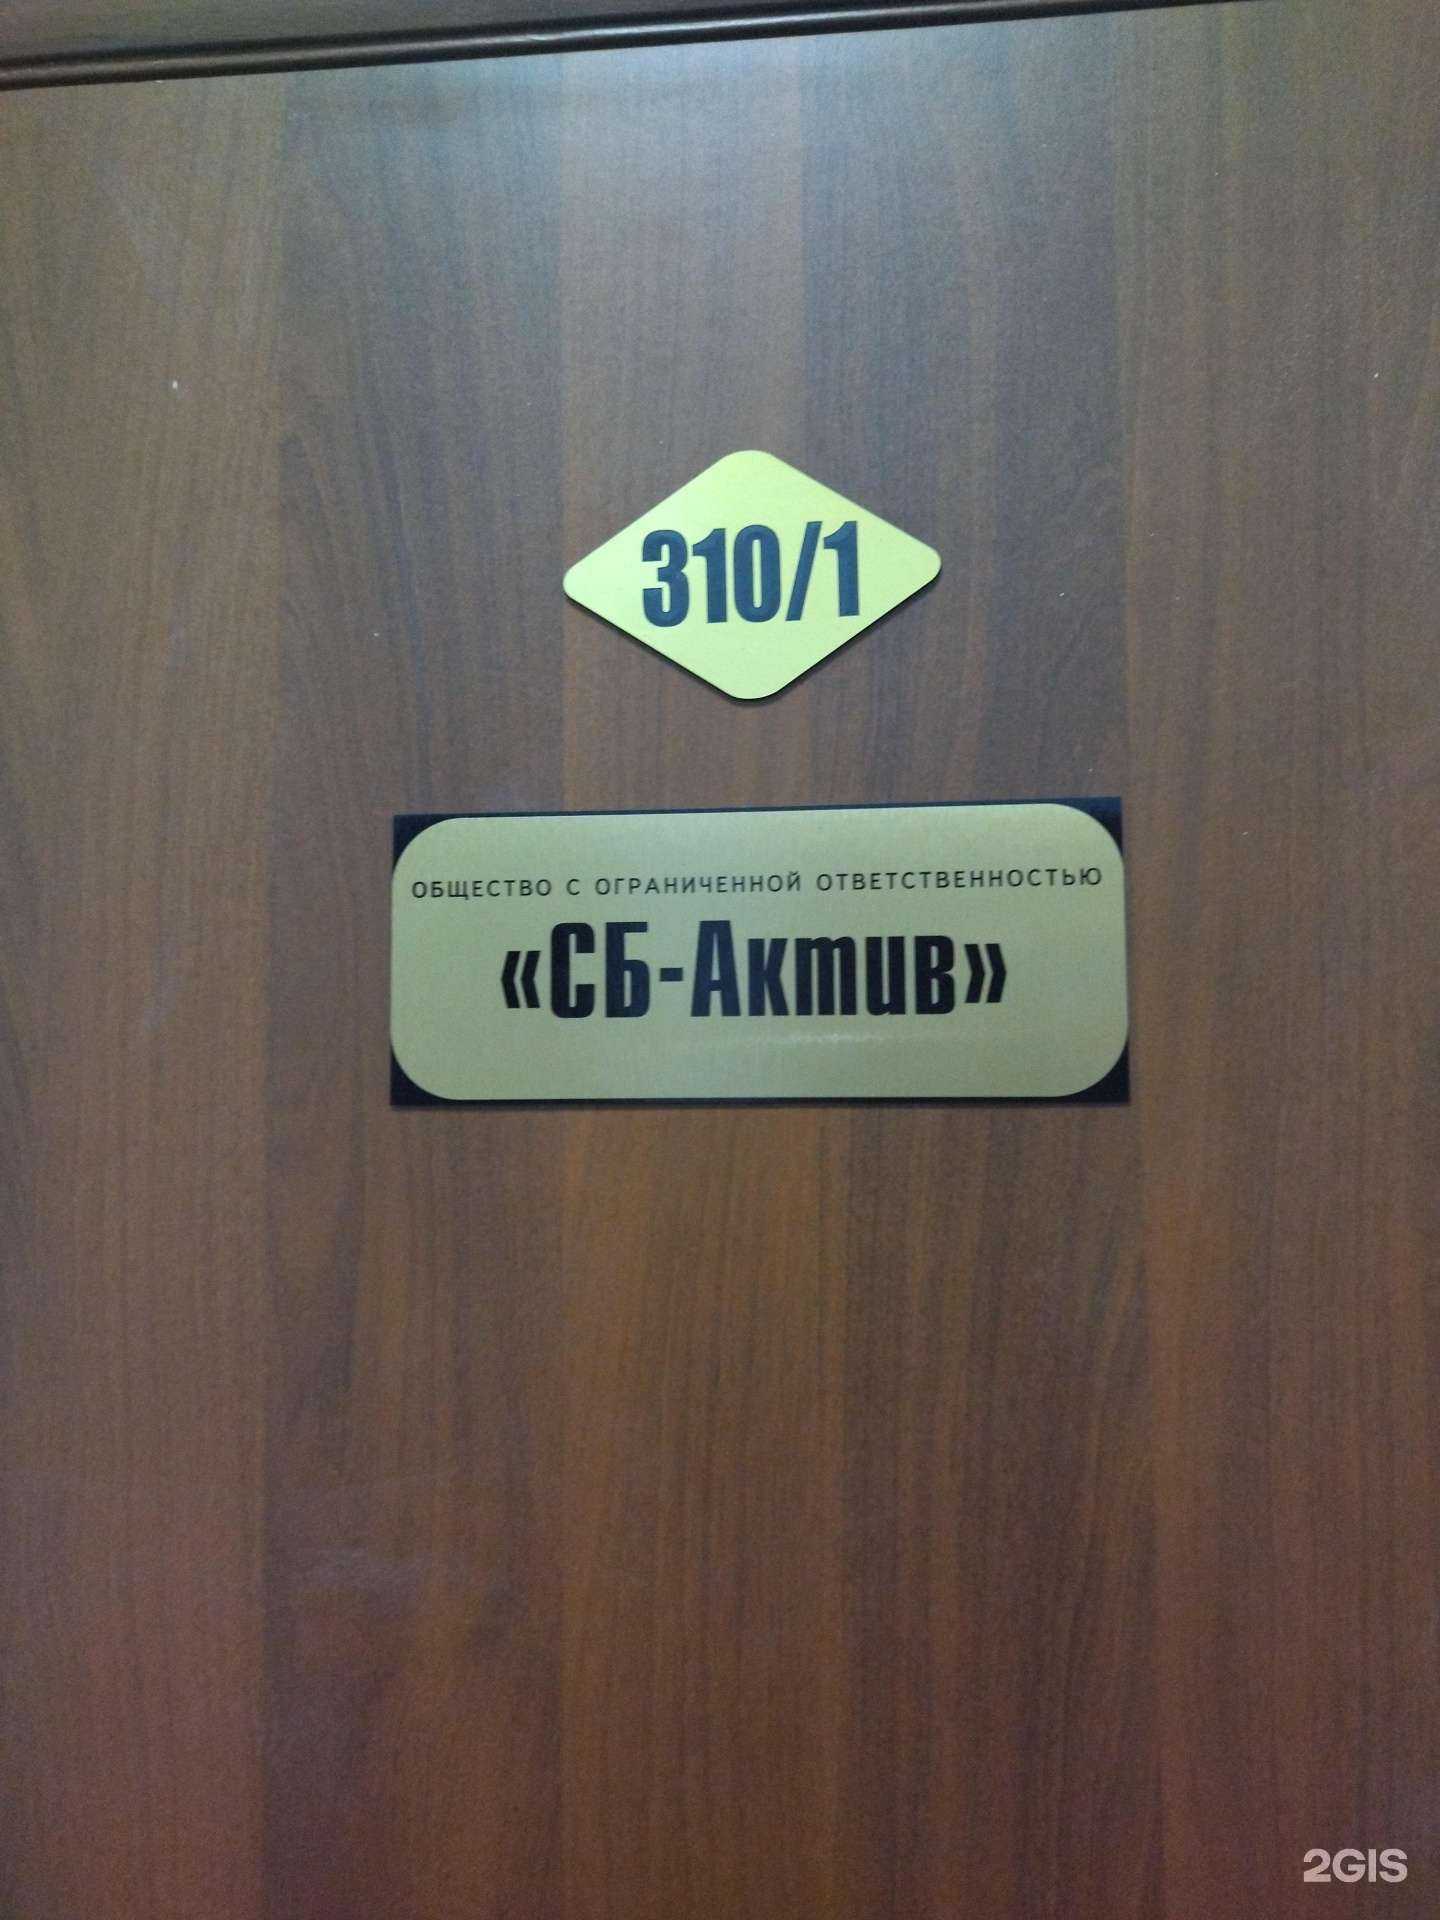 310/1
ОБЩЕСТВО С ОГРАНИЧЕННОЙ ОТВЕТСТВЕННОСТЬЮ
«СБ-Актив»
2GIS